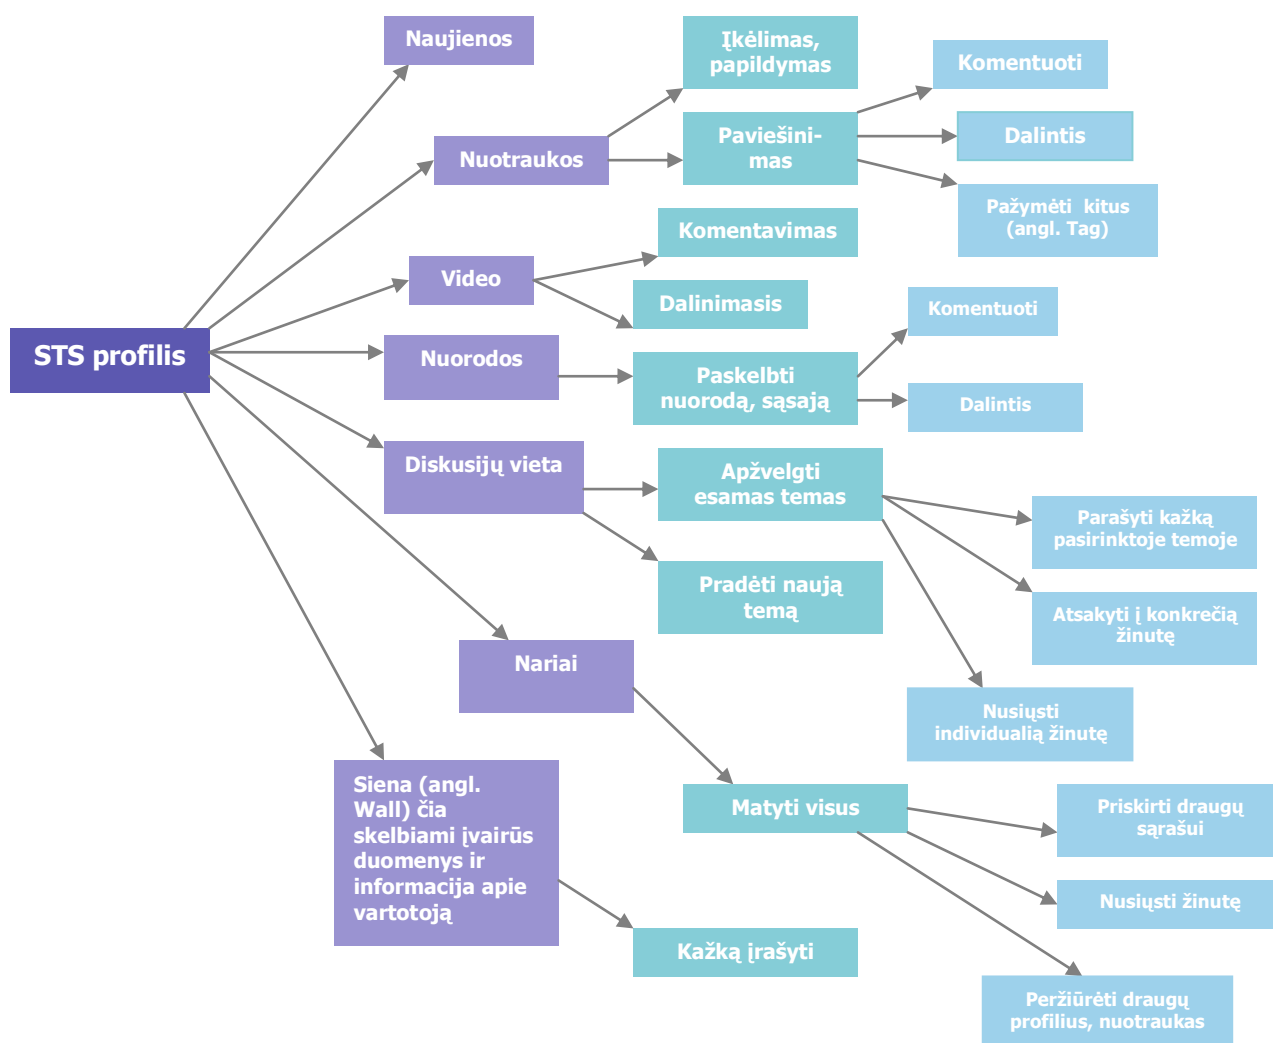 Naujienos
Įkėlimas,
papildymas
Komentuoti
Paviešini-
mas
Dalintis
Nuotraukos
Pažymėti kitus
(angl. Tag)
Komentavimas
Video
Dalinimasis
Komentuoti
STS profilis
Nuorodos
Paskelbti
nuorodą, sąsają
Dalintis
Diskusijų vieta
Apžvelgti
esamas temas
Parašyti kažką
pasirinktoje temoje
Pradėti naują
temą
Atsakyti į konkrečią
žinutę
Nariai
Nusiųsti
individualią žinutę
Siena (angl.
Wall) čia
skelbiami įvairūs
duomenys ir
informacija apie
vartotoją
Matyti visus
Priskirti draugų
sąrašui
Nusiųsti žinutę
Kažką įrašyti
Peržiūrėti draugų
profilius, nuotraukas